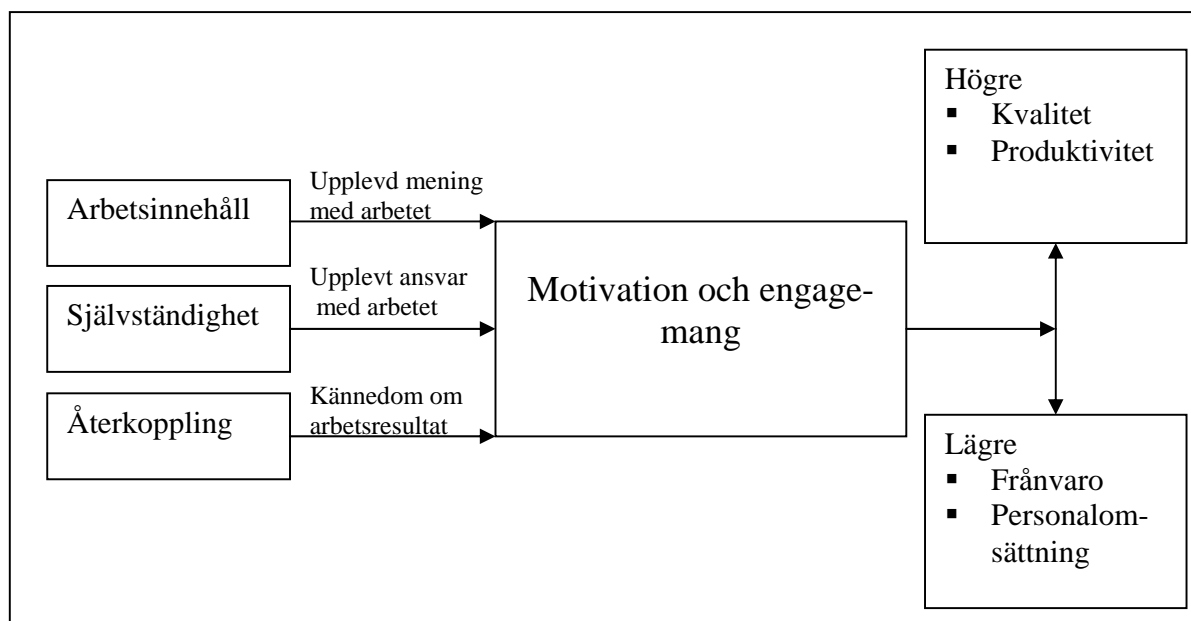 Arbetsinnehåll
Upplevd mening
med arbetet
Självständighet
Upplevt ansvar
med arbetet
Återkoppling
Kännedom om
arbetsresultat
Motivation och engage-
mang
Högre
▪ Kvalitet
▪ Produktivitet
Lägre
▪ Frånvaro
▪ Personalom-
sättning